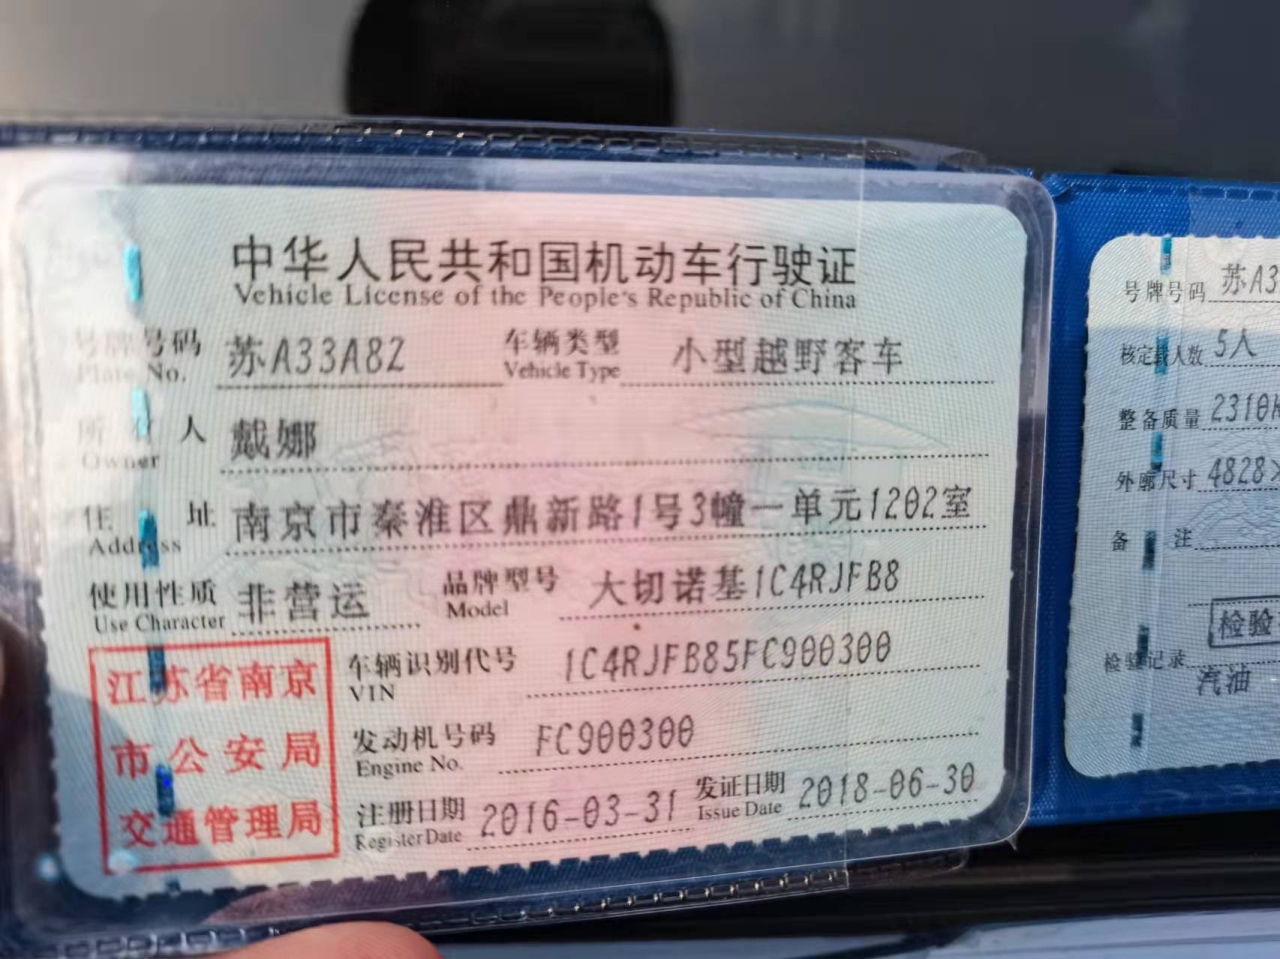 中华人民共和国机动车行驶证
Vehicle License of the People's Republic of China
号牌号码 苏A33A82 车辆类型 小型越野客车
Plate No. Vehicle Type
所有人 戴娜
Owner
住址 南京市秦淮区鼎新路1号3幢一单元1202室
Address
使用性质 非营运 品牌型号 大切诺基1C4RJFB8
Use Character Model
江苏省南京
市公安局
交通管理局
车辆识别代号 1C4RJFB85FC900300
VIN
发动机号码 FC900300
Engine No.
注册日期 2016-03-31 发证日期 2018-06-30
Register Date Issue Date
号牌号码 苏A3
核定载人数 5人
整备质量 2310
外廓尺寸 4828×
备注
检验
检验记录
汽油